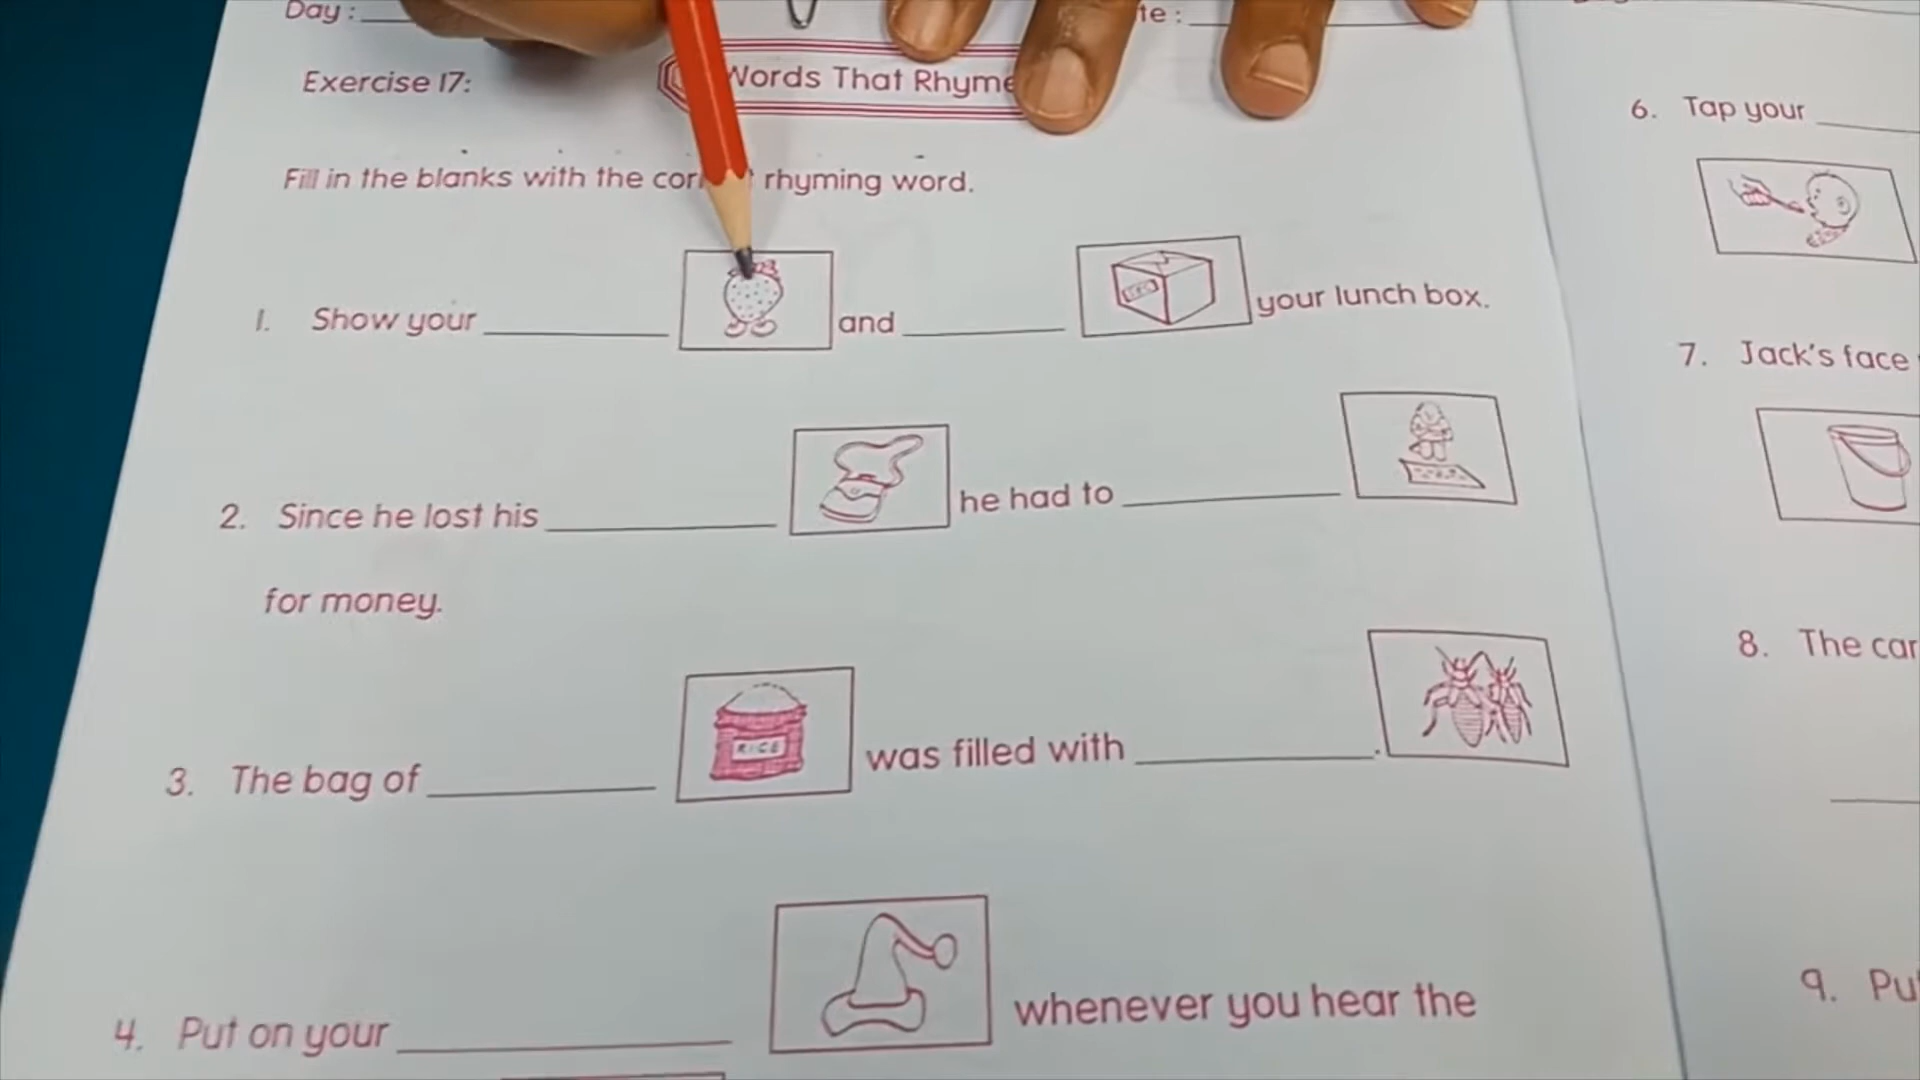 Day :
te :
Exercise 17:
Words That Rhyme
Fill in the blanks with the rhyming word.
1. Show your and your lunch box.
2. Since he lost his he had to
for money.
RICE
3. The bag of was filled with .
4. Put on your whenever you hear the
6. Tap your
7. Jack's face
8. The car
9. Pu